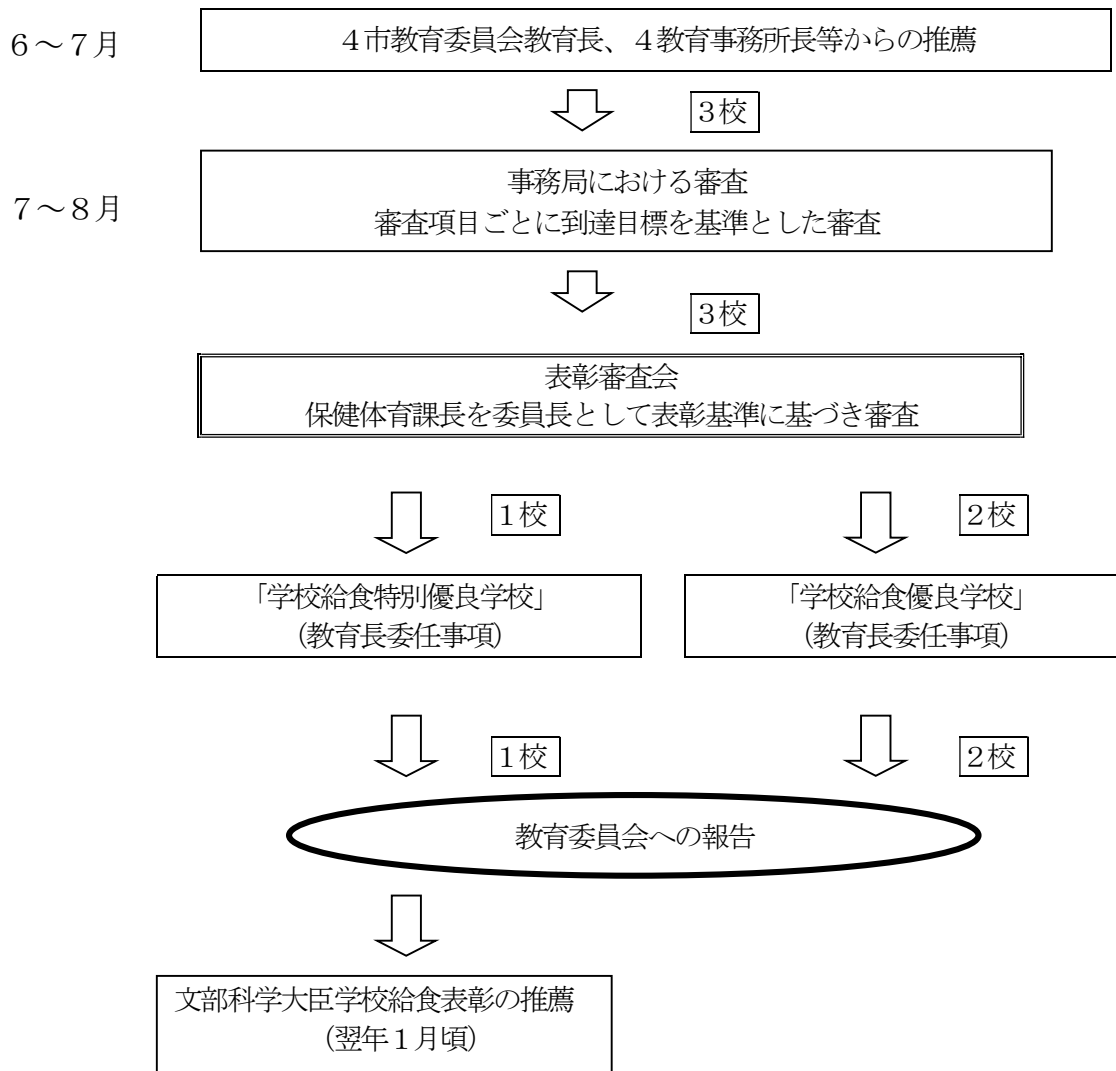 ６～７月
４市教育委員会教育長、４教育事務所長等からの推薦
３校
７～８月
事務局における審査
審査項目ごとに到達目標を基準とした審査
３校
表彰審査会
保健体育課長を委員長として表彰基準に基づき審査
１校
２校
「学校給食特別優良学校」
（教育長委任事項）
「学校給食優良学校」
（教育長委任事項）
１校
２校
教育委員会への報告
文部科学大臣学校給食表彰の推薦
（翌年１月頃）